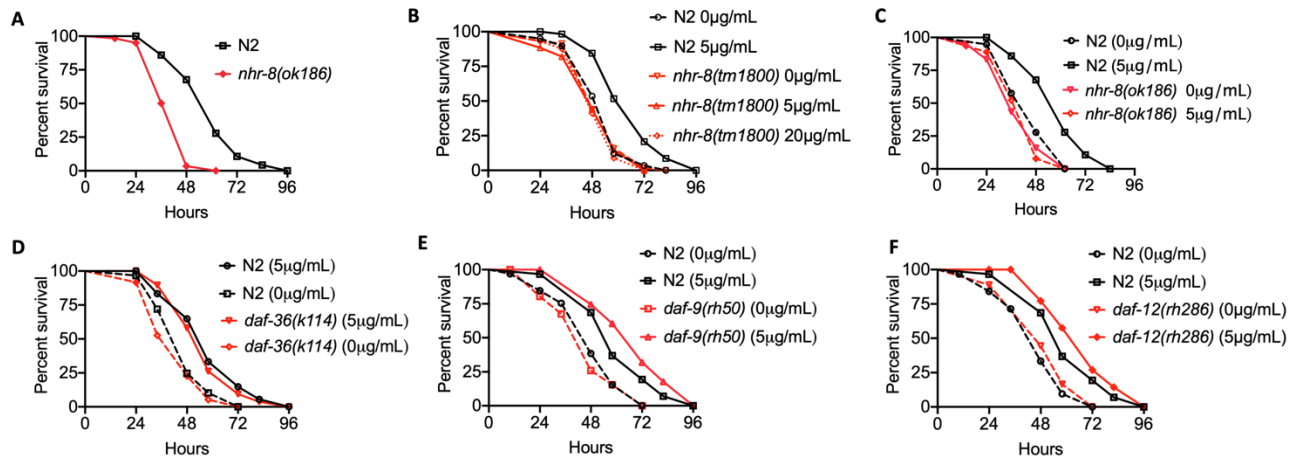 A
Percent survival
100
75
50
25
0
0 24 48 72 96
Hours
N2
nhr-8(ok186)
B
Percent survival
100
75
50
25
0
0 24 48 72 96
Hours
N2 0µg/mL
N2 5µg/mL
nhr-8(tm1800) 0µg/mL
nhr-8(tm1800) 5µg/mL
nhr-8(tm1800) 20µg/mL
C
Percent survival
100
75
50
25
0
0 24 48 72 96
Hours
N2 (0µg/mL)
N2 (5µg/mL)
nhr-8(ok186) 0µg/mL)
nhr-8(ok186) 5µg/mL)
D
Percent survival
100
75
50
25
0
0 24 48 72 96
Hours
N2 (5µg/mL)
N2 (0µg/mL)
daf-36(k114) (5µg/mL)
daf-36(k114) (0µg/mL)
E
Percent survival
100
75
50
25
0
0 24 48 72 96
Hours
N2 (0µg/mL)
N2 (5µg/mL)
daf-9(rh50) (0µg/mL)
daf-9(rh50) (5µg/mL)
F
Percent survival
100
75
50
25
0
0 24 48 72 96
Hours
N2 (0µg/mL)
N2 (5µg/mL)
daf-12(rh286) (0µg/mL)
daf-12(rh286) (5µg/mL)